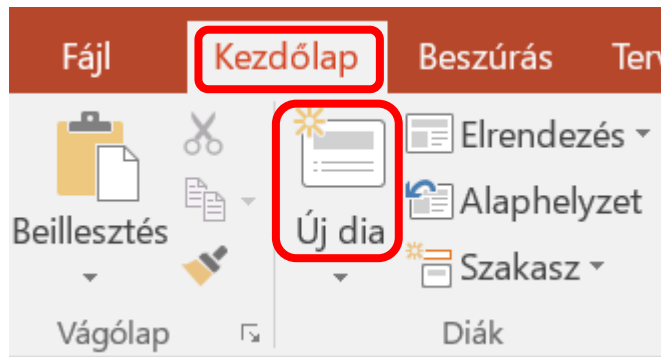 Fájl Kezdőlap Beszúrás
Elrendezés
Alaphelyzet
Beillesztés Új dia
Szakasz
Vágólap Diák